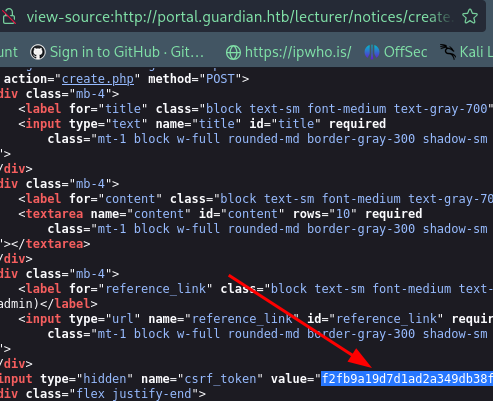 view-source:http://portal.guardian.htb/lecturer/notices/create.
unt Sign in to GitHub · Git… https://ipwho.is/ OffSec Kali L
action="create.php" method="POST">
div class="mb-4">
<label for="title" class="block text-sm font-medium text-gray-700"
<input type="text" name="title" id="title" required
class="mt-1 block w-full rounded-md border-gray-300 shadow-sm
">
/div>
div class="mb-4">
<label for="content" class="block text-sm font-medium text-gray-70
<textarea name="content" id="content" rows="10" required
class="mt-1 block w-full rounded-md border-gray-300 shadow-sm
"></textarea>
/div>
div class="mb-4">
<label for="reference_link" class="block text-sm font-medium text-
admin)</label>
<input type="url" name="reference_link" id="reference_link" requir
class="mt-1 block w-full rounded-md border-gray-300 shadow-sm
">
/div>
input type="hidden" name="csrf_token" value="f2fb9a19d7d1ad2a349db38f
div class="flex justify-end">